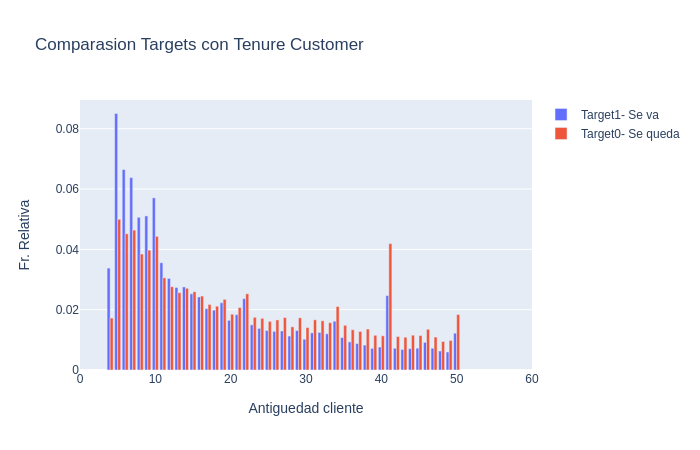 Comparasion Targets con Tenure Customer
Target1- Se va
Target0- Se queda
Fr. Relativa
0.08
0.06
0.04
0.02
0
0 10 20 30 40 50 60
Antiguedad cliente